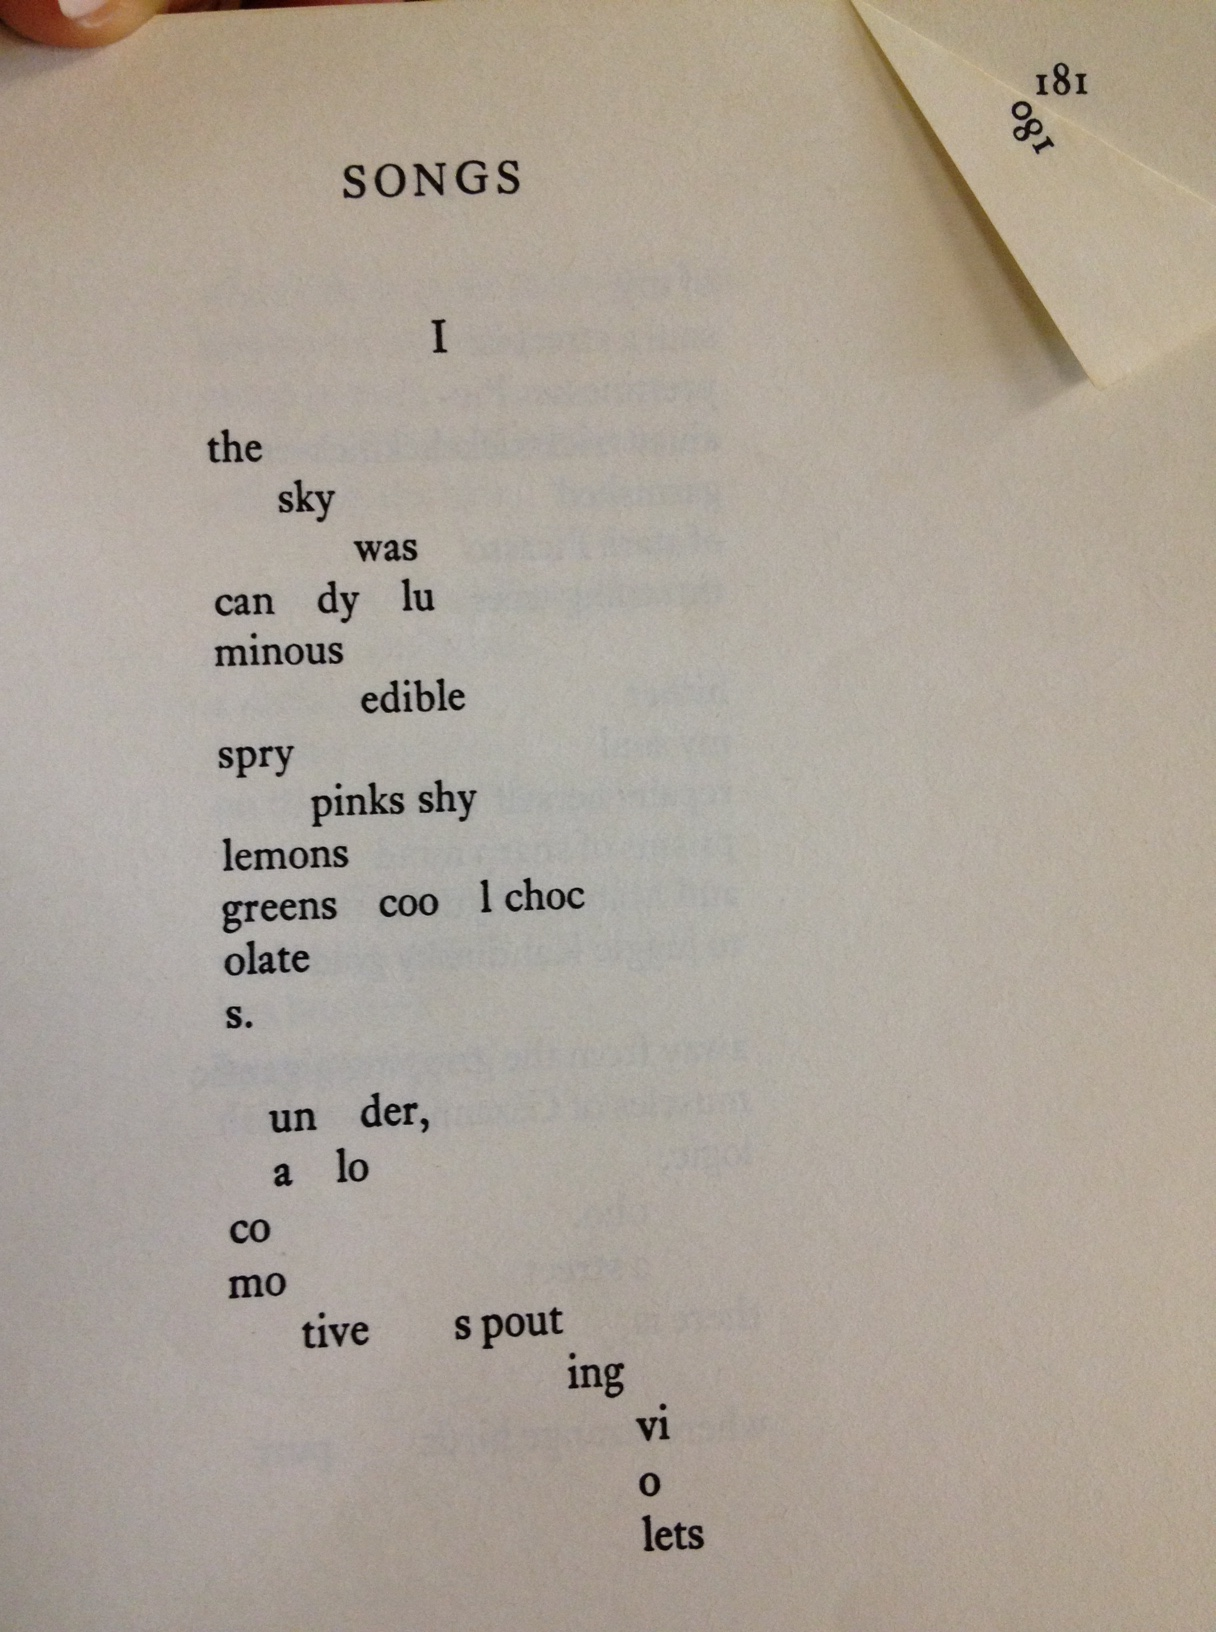 181
180
SONGS
I
the
sky
was
can dy lu
minous
edible
spry
pinks shy
lemons
greens coo l choc
olate
s.
un der,
a lo
co
mo
tive s pout
ing
vi
o
lets